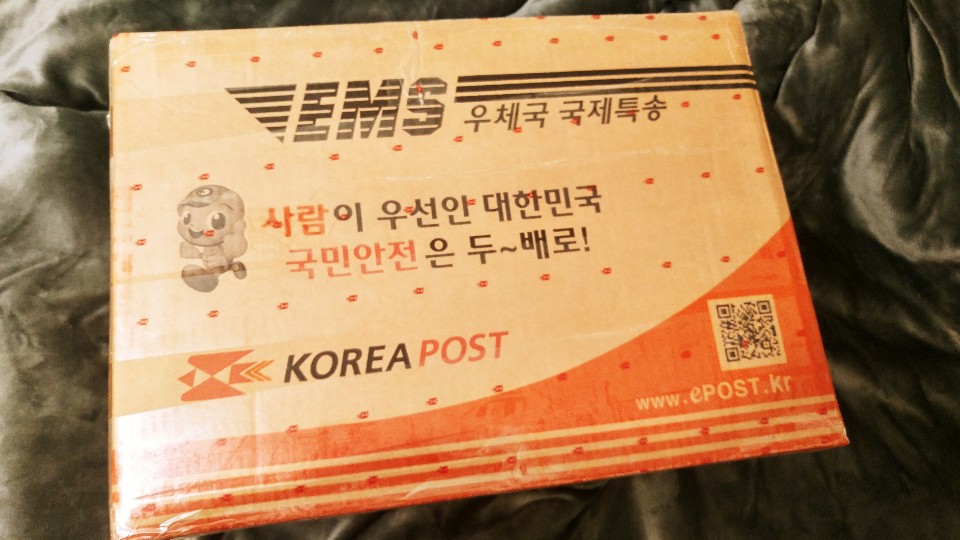 EMS 우체국 국제특송
사람이 우선안 대한민국
국민안전은 두~배로!
KOREA POST
www.ePOST.kr